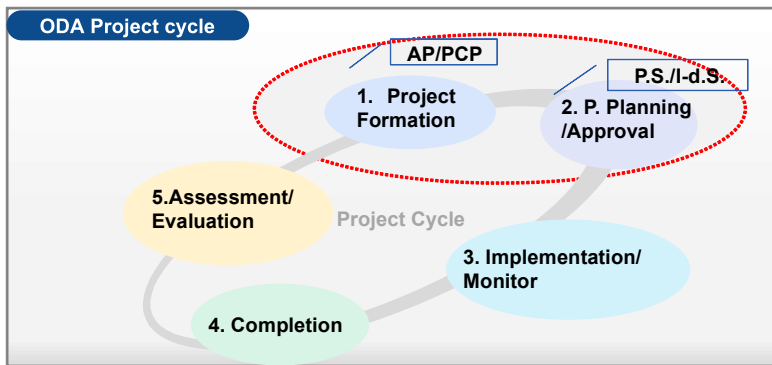 ODA Project cycle
AP/PCP
P.S./I-d.S.
1. Project
Formation
2. P. Planning
/Approval
5.Assessment/
Evaluation
Project Cycle
3. Implementation/
Monitor
4. Completion